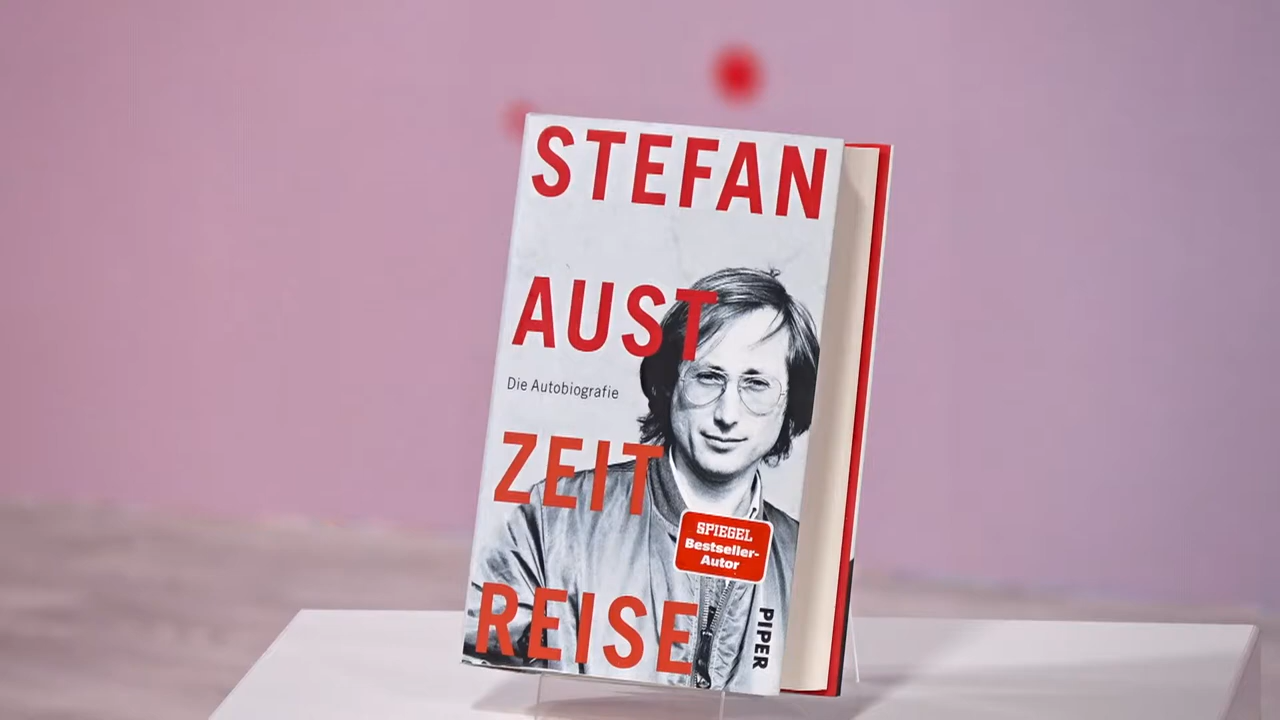 STEFAN
AUST
Die Autobiografie
ZEIT
SPIEGEL
Bestseller-
Autor
REISE
PIPER